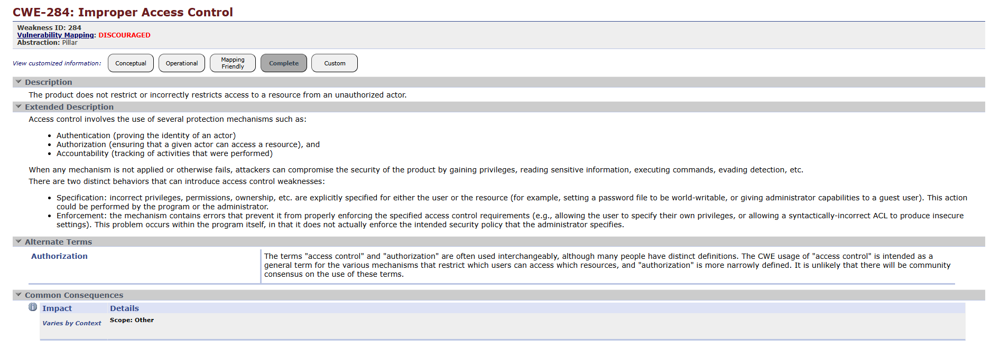 CWE-284: Improper Access Control
Weakness ID: 284
Vulnerability Mapping: DISCOURAGED
Abstraction: Pillar
View customized information:
Conceptual
Operational
Mapping
Friendly
Complete
Custom
Description
The product does not restrict or incorrectly restricts access to a resource from an unauthorized actor.
Extended Description
Access control involves the use of several protection mechanisms such as:
• Authentication (proving the identity of an actor)
• Authorization (ensuring that a given actor can access a resource), and
• Accountability (tracking of activities that were performed)
When any mechanism is not applied or otherwise fails, attackers can compromise the security of the product by gaining privileges, reading sensitive information, executing commands, evading detection, etc.
There are two distinct behaviors that can introduce access control weaknesses:
• Specification: incorrect privileges, permissions, ownership, etc. are explicitly specified for either the user or the resource (for example, setting a password file to be world-writable, or giving administrator capabilities to a guest user). This action
could be performed by the program or the administrator.
• Enforcement: the mechanism contains errors that prevent it from properly enforcing the specified access control requirements (e.g., allowing the user to specify their own privileges, or allowing a syntactically-incorrect ACL to produce insecure
settings). This problem occurs within the program itself, in that it does not actually enforce the intended security policy that the administrator specifies.
Alternate Terms
Authorization
The terms "access control" and "authorization" are often used interchangeably, although many people have distinct definitions. The CWE usage of "access control" is intended as a
general term for the various mechanisms that restrict which users can access which resources, and "authorization" is more narrowly defined. It is unlikely that there will be community
consensus on the use of these terms.
Common Consequences
Impact Details
Varies by Context Scope: Other